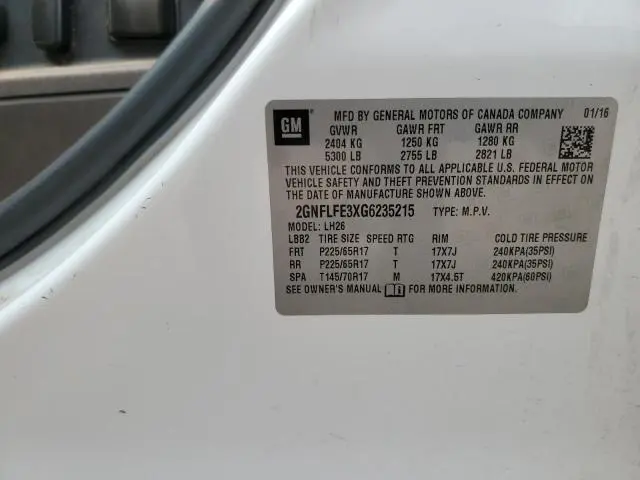 GM
MFD BY GENERAL MOTORS OF CANADA COMPANY 01/16
GVWR GAWR FRT GAWR RR
2404 KG 1250 KG 1280 KG
5300 LB 2755 LB 2821 LB
THIS VEHICLE CONFORMS TO ALL APPLICABLE U.S. FEDERAL MOTOR
VEHICLE SAFETY AND THEFT PREVENTION STANDARDS IN EFFECT ON
THE DATE OF MANUFACTURE SHOWN ABOVE.
2GNFLFE3XG6235215 TYPE: M.P.V.
MODEL: LH26
LBB2 TIRE SIZE SPEED RTG RIM COLD TIRE PRESSURE
FRT P225/65R17 T 17X7J 240KPA(35PSI)
RR P225/65R17 T 17X7J 240KPA(35PSI)
SPA T145/70R17 M 17X4.5T 420KPA(60PSI)
SEE OWNER'S MANUAL FOR MORE INFORMATION.